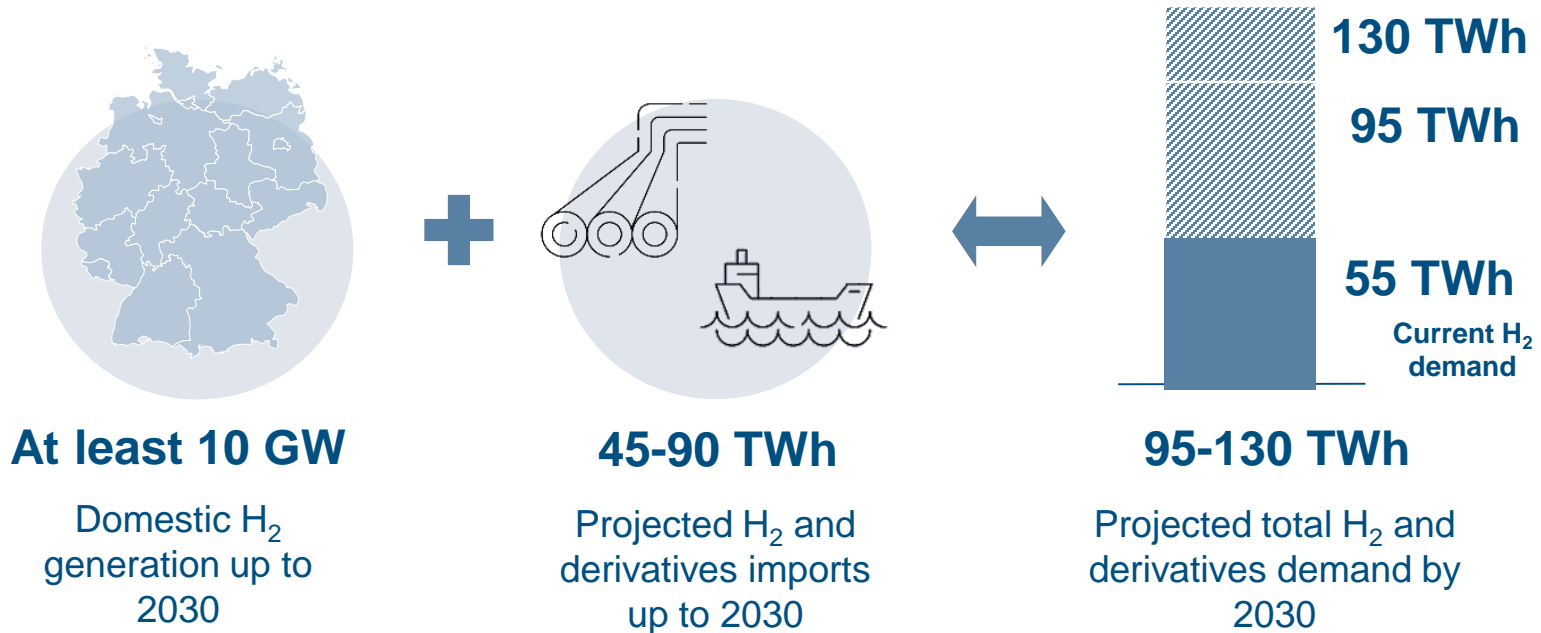 130 TWh
95 TWh
55 TWh
Current H₂
demand
At least 10 GW
Domestic H₂
generation up to
2030
45-90 TWh
Projected H₂ and
derivatives imports
up to 2030
95-130 TWh
Projected total H₂ and
derivatives demand by
2030